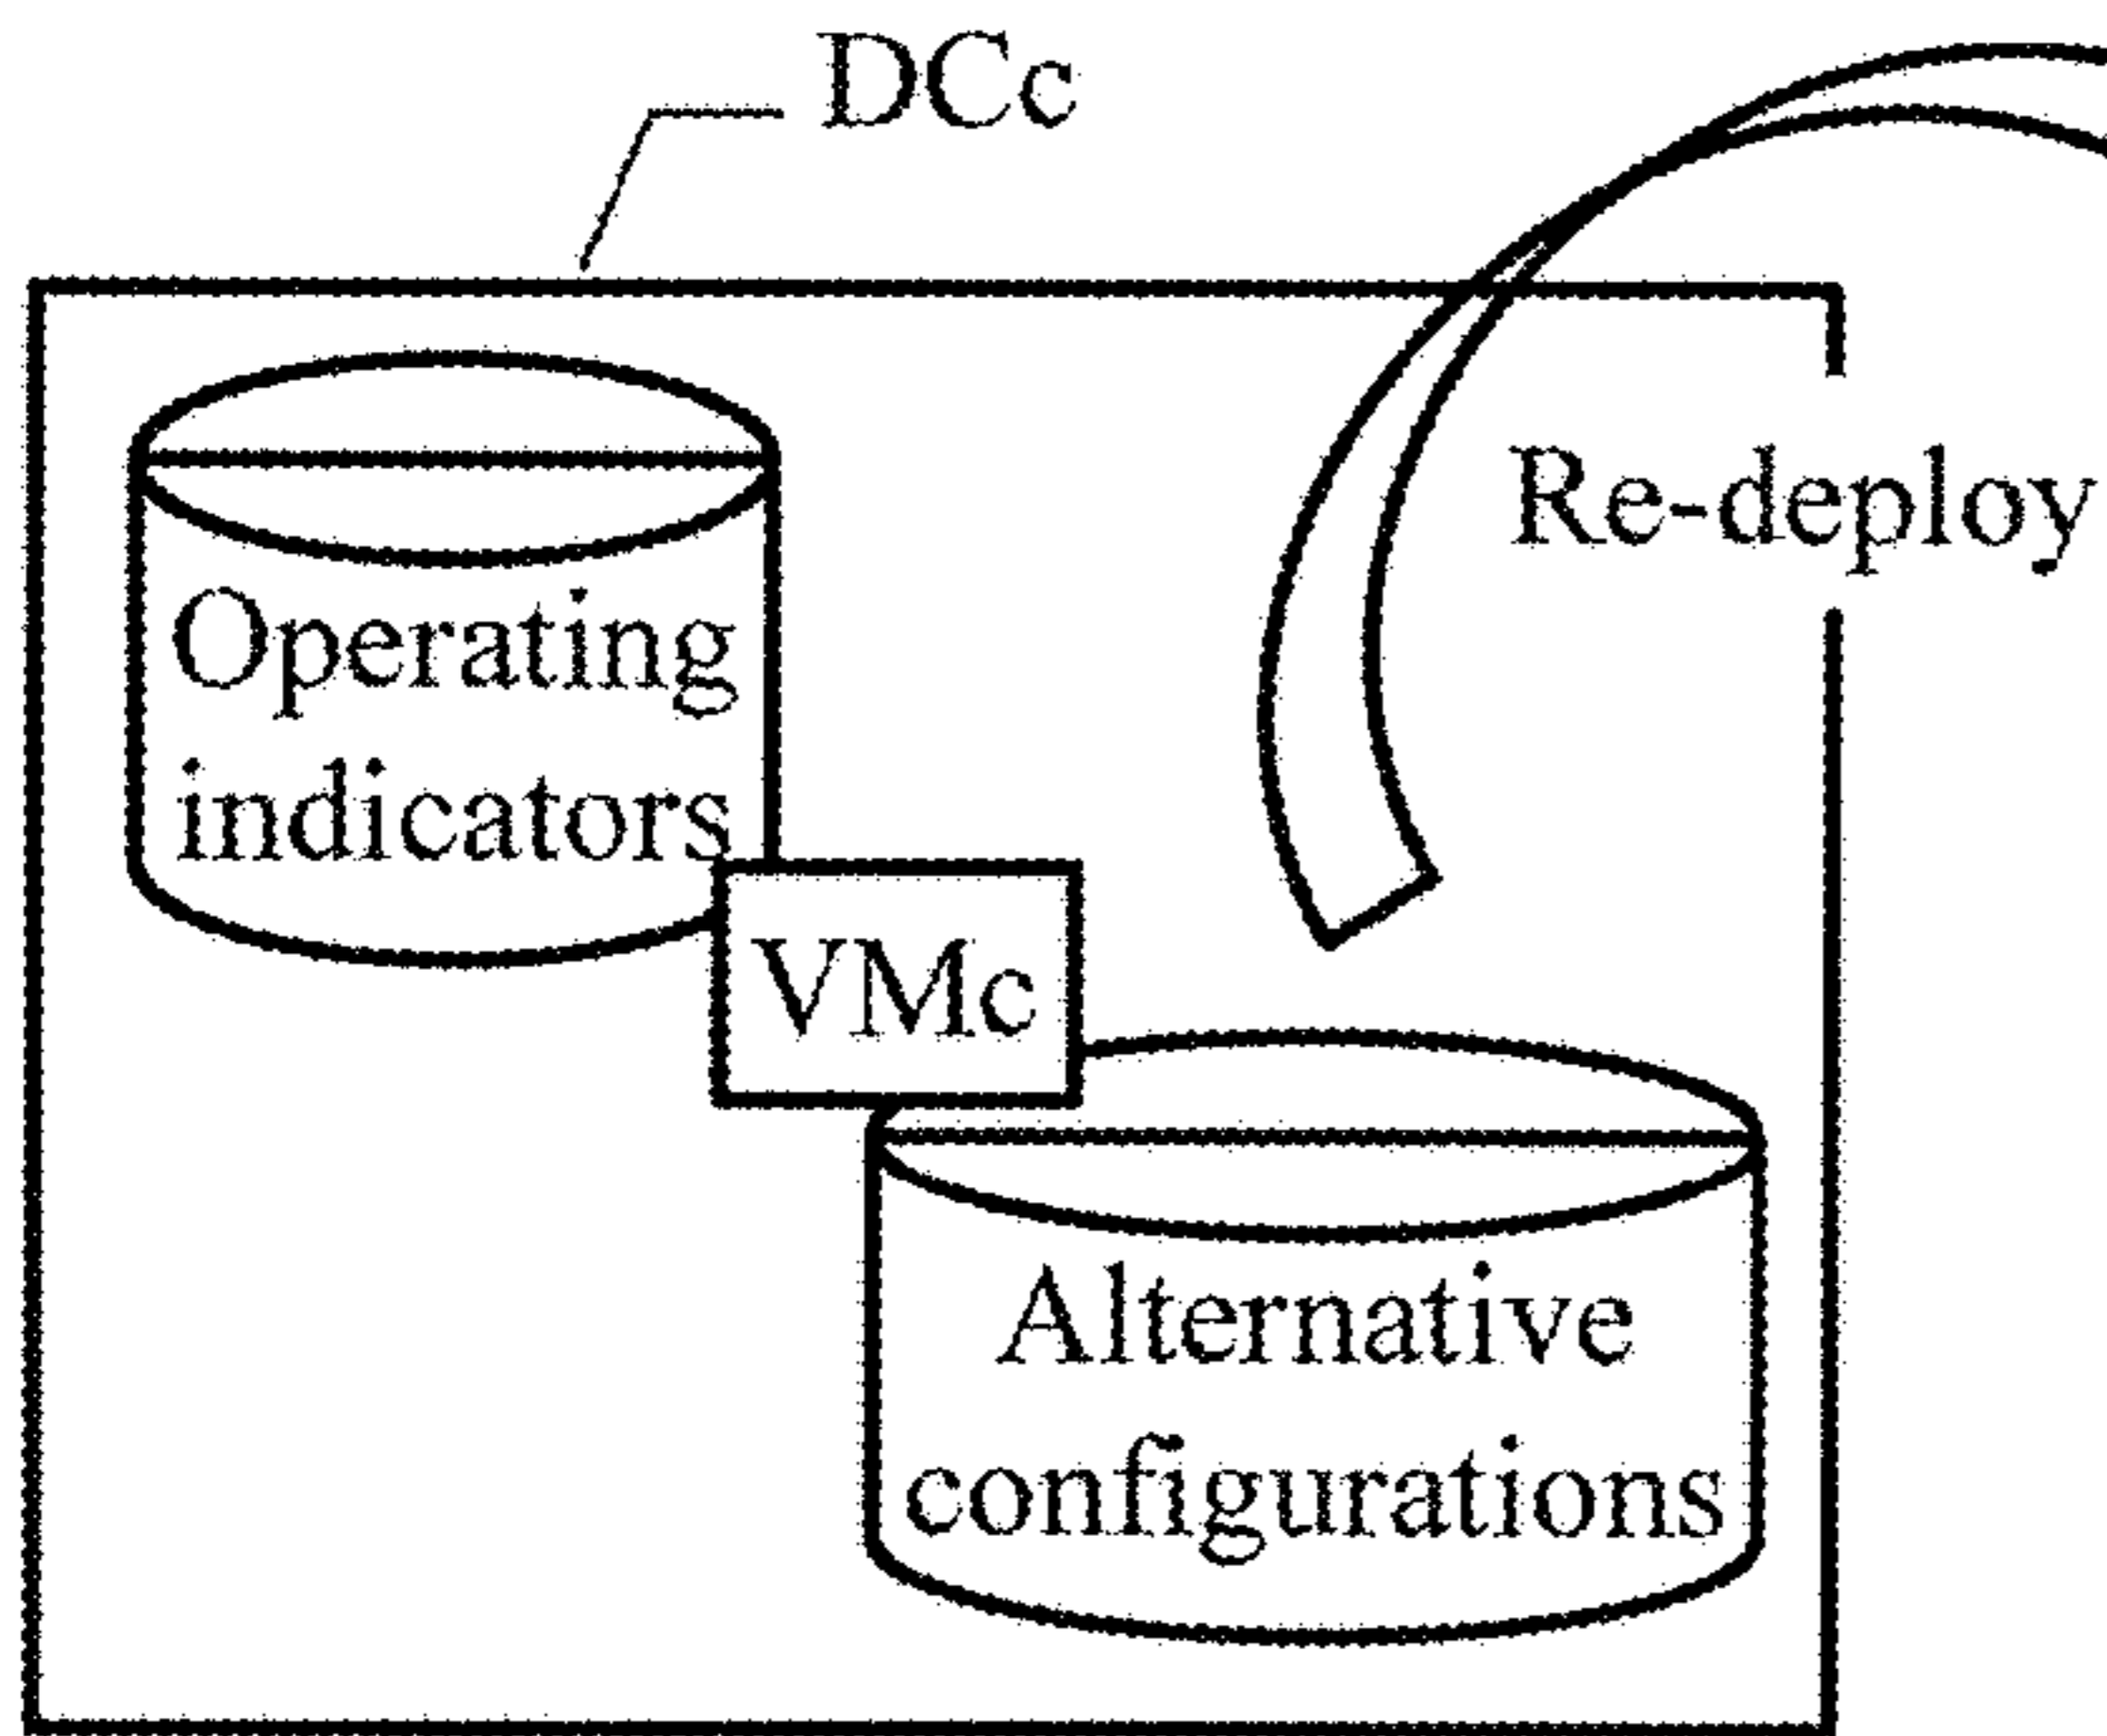 DCc
Re-deploy
Operating
indicators
VMc
Alternative
configurations